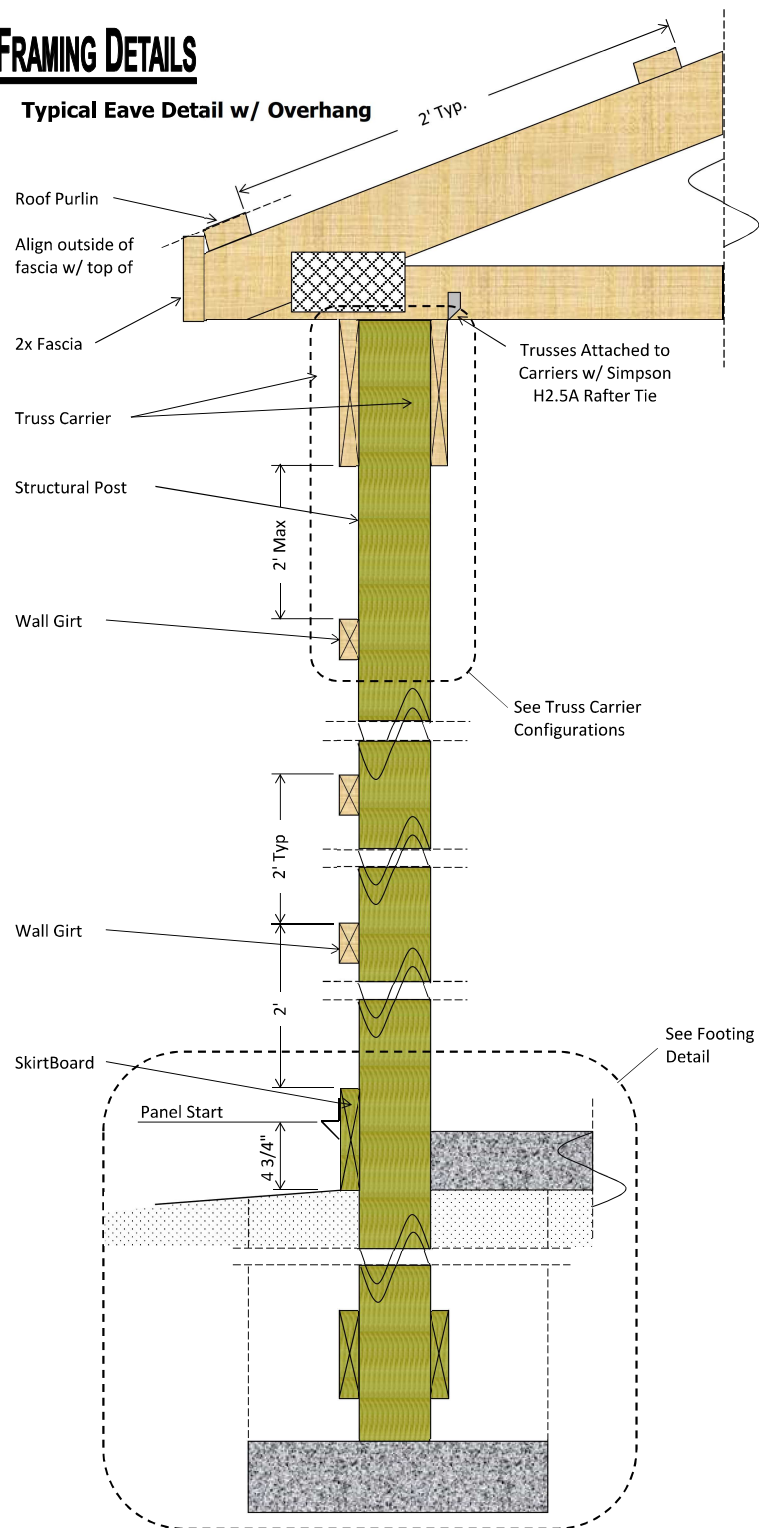 FRAMING DETAILS
Typical Eave Detail w/ Overhang
2' Typ.
Roof Purlin
Align outside of
fascia w/ top of
2x Fascia
Trusses Attached to
Carriers w/ Simpson
H2.5A Rafter Tie
Truss Carrier
Structural Post
2' Max
Wall Girt
See Truss Carrier
Configurations
2' Typ
Wall Girt
2'
See Footing
Detail
SkirtBoard
Panel Start
4 3/4"